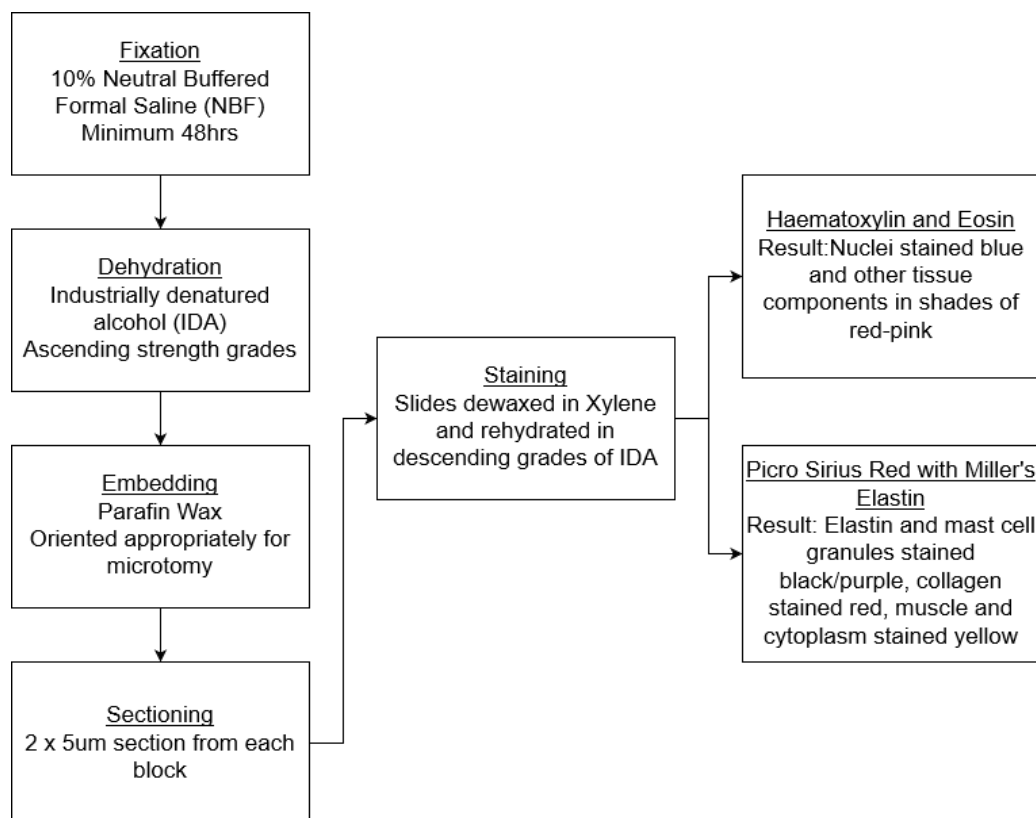 Fixation
10% Neutral Buffered
Formal Saline (NBF)
Minimum 48hrs
Dehydration
Industrially denatured
alcohol (IDA)
Ascending strength grades
Embedding
Parafin Wax
Oriented appropriately for
microtomy
Sectioning
2 x 5um section from each
block
Staining
Slides dewaxed in Xylene
and rehydrated in
descending grades of IDA
Haematoxylin and Eosin
Result:Nuclei stained blue
and other tissue
components in shades of
red-pink
Picro Sirius Red with Miller's
Elastin
Result: Elastin and mast cell
granules stained
black/purple, collagen
stained red, muscle and
cytoplasm stained yellow